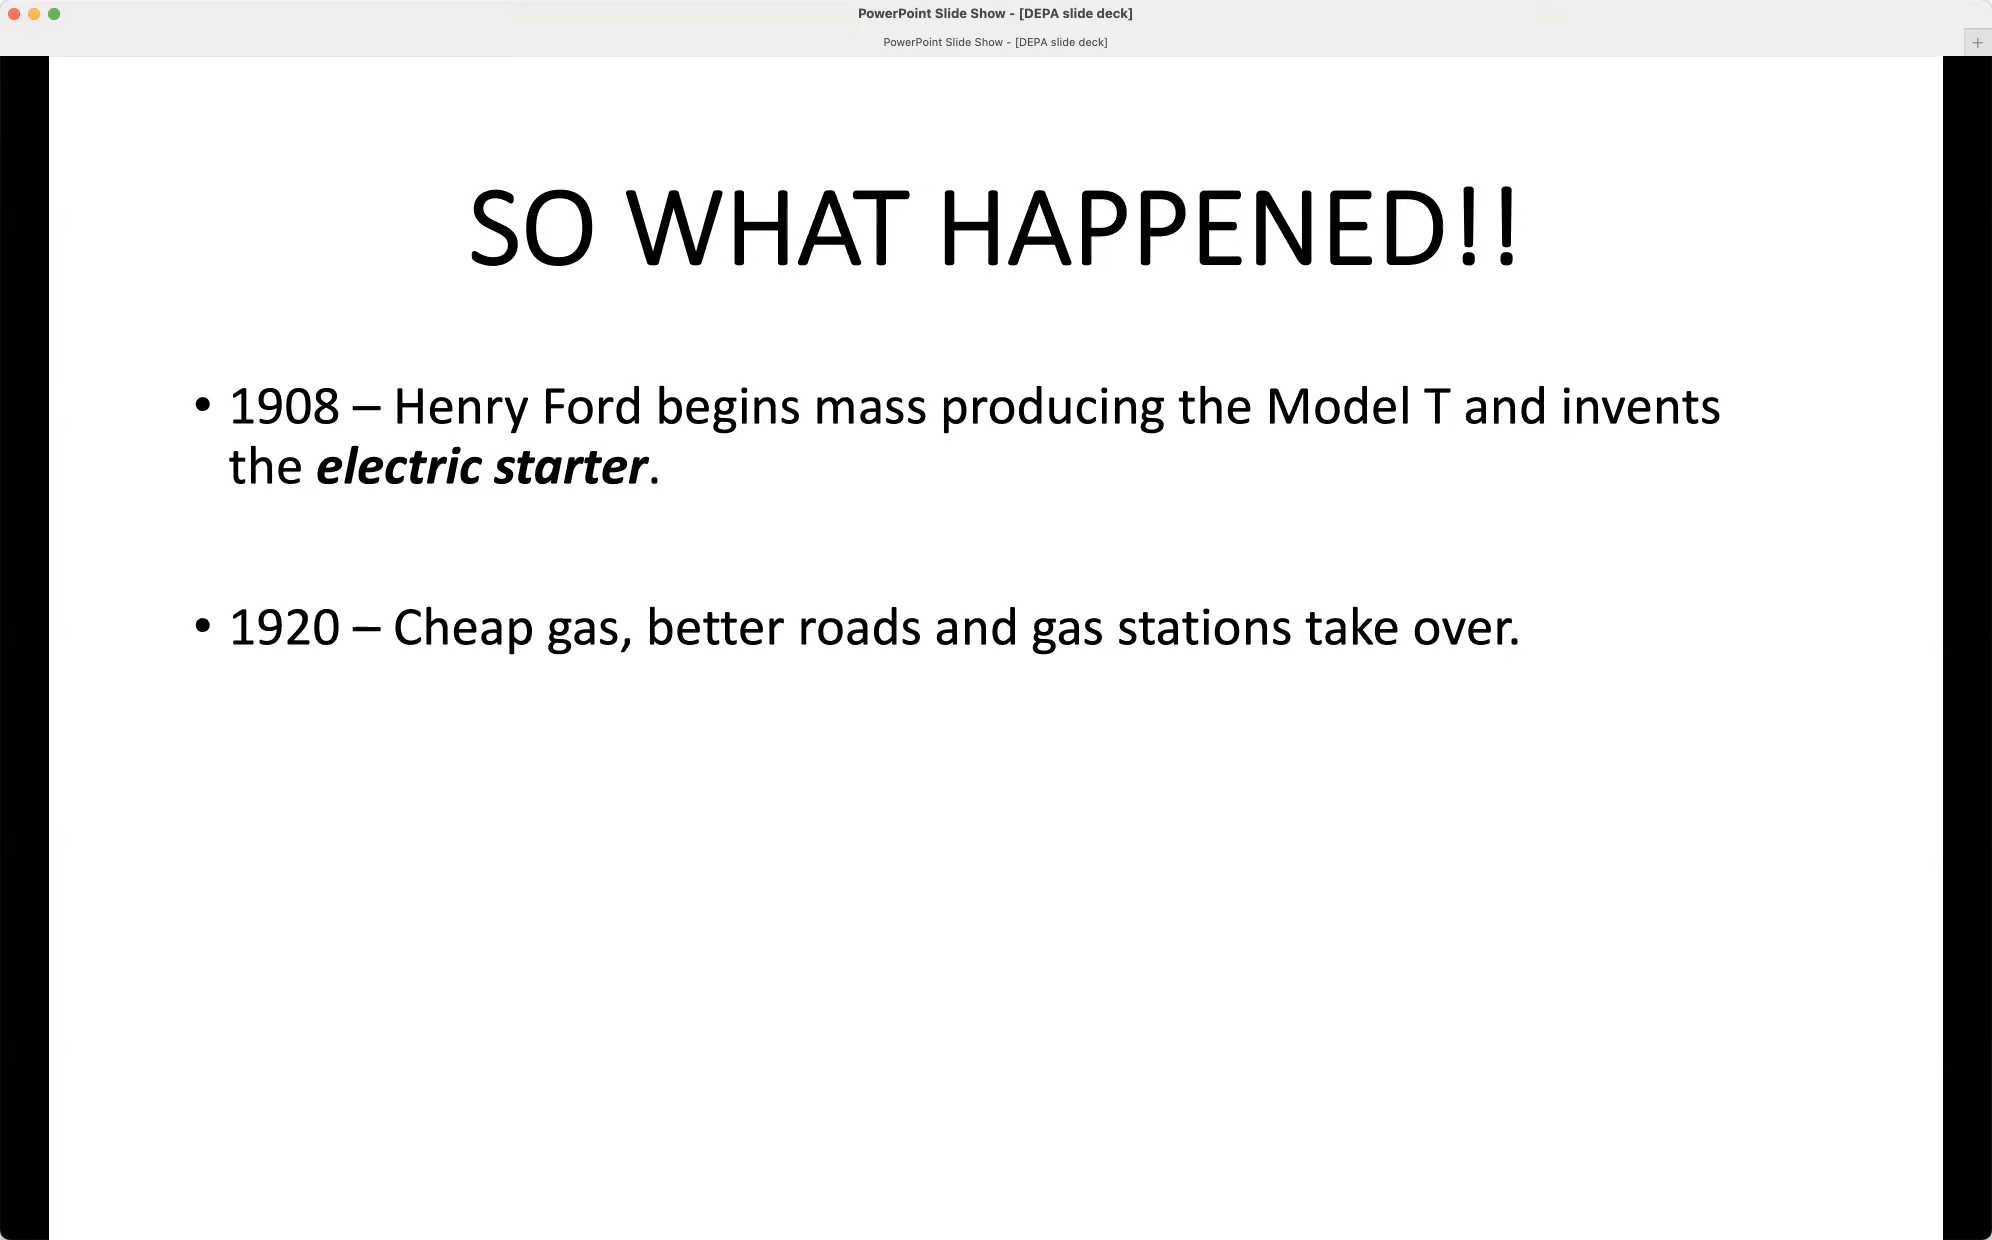 PowerPoint Slide Show - [DEPA slide deck]
PowerPoint Slide Show - [DEPA slide deck]
SO WHAT HAPPENED!!
• 1908 – Henry Ford begins mass producing the Model T and invents
the electric starter.
• 1920 – Cheap gas, better roads and gas stations take over.